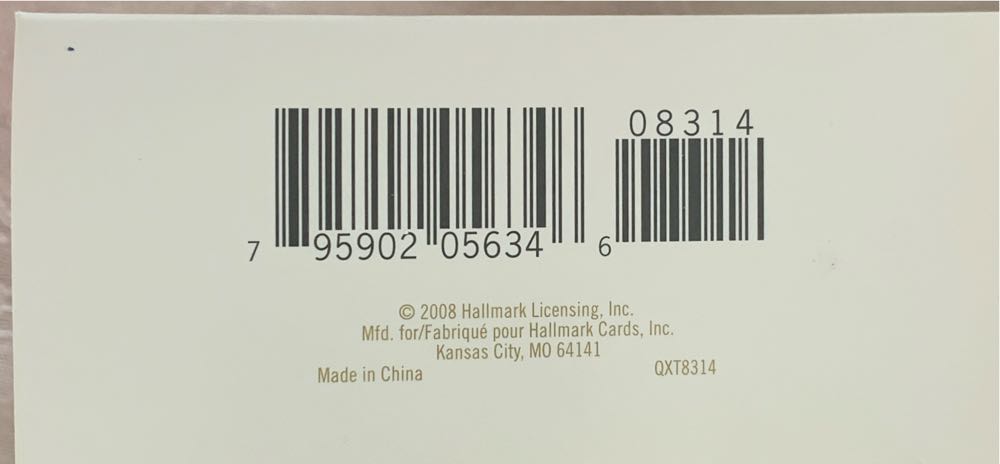 08314
7 95902 05634 6
© 2008 Hallmark Licensing, Inc.
Mfd. for/Fabriqué pour Hallmark Cards, Inc.
Kansas City, MO 64141
Made in China QXT8314